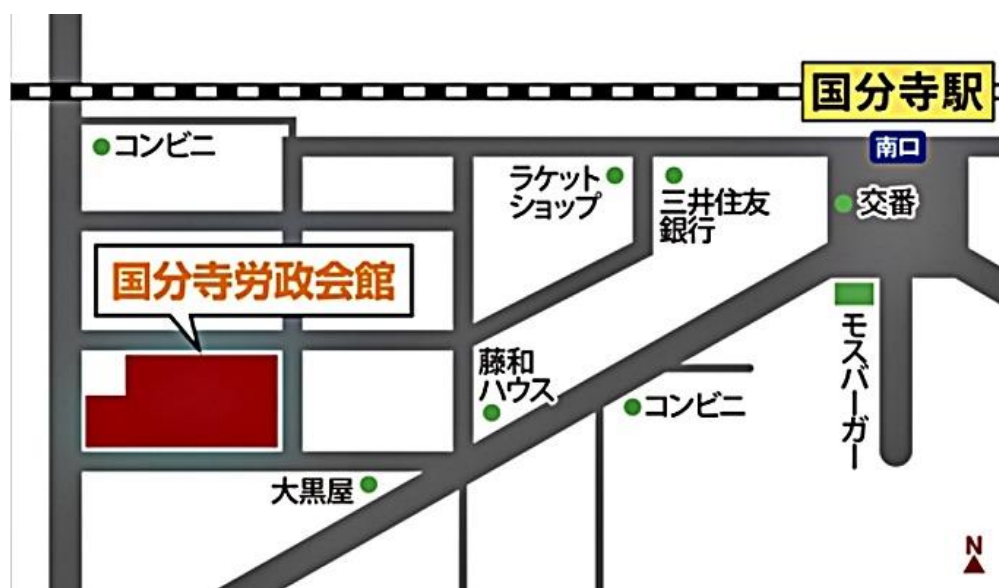 国分寺駅
南口
コンビニ
ラケット
ショップ
三井住友
銀行
交番
国分寺労政会館
モスバーガー
藤和
ハウス
コンビニ
大黒屋
N